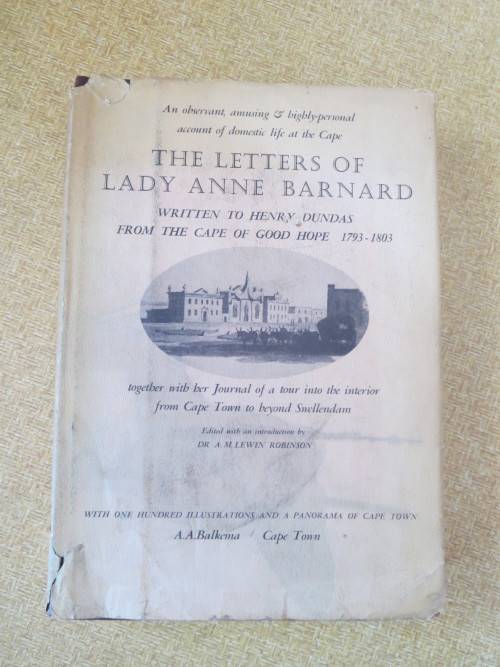 An observant, amusing & highly-personal
account of domestic life at the Cape
THE LETTERS OF
LADY ANNE BARNARD
WRITTEN TO HENRY DUNDAS
FROM THE CAPE OF GOOD HOPE 1793-1803
together with her Journal of a tour into the interior
from Cape Town to beyond Swellendam
Edited with an introduction by
DR A.M. LEWIN ROBINSON
WITH ONE HUNDRED ILLUSTRATIONS AND A PANORAMA OF CAPE TOWN
A.A.Balkema / Cape Town